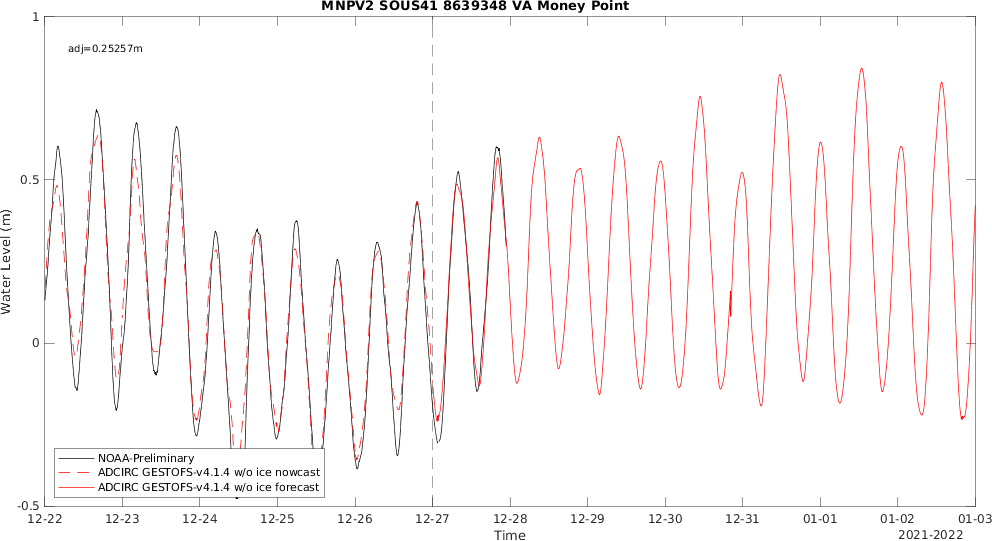 MNPV2 SOUS41 8639348 VA Money Point
adj=0.25257m
1
0.5
0
-0.5
Water Level (m)
NOAA-Preliminary
ADCIRC GESTOFS-v4.1.4 w/o ice nowcast
ADCIRC GESTOFS-v4.1.4 w/o ice forecast
12-22 12-23 12-24 12-25 12-26 12-27 12-28 12-29 12-30 12-31 01-01 01-02 01-03
Time
2021-2022